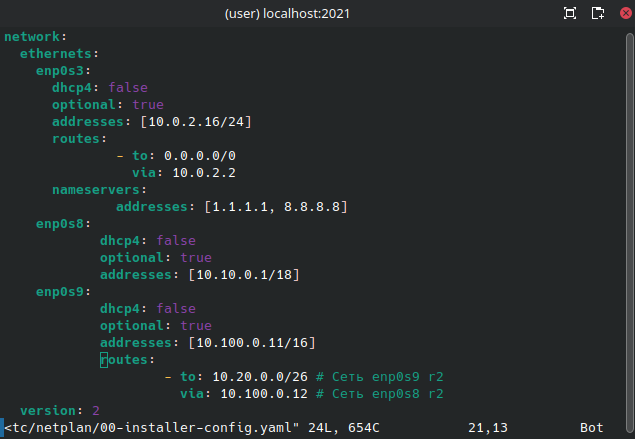 (user) localhost:2021
network:
  ethernets:
    enp0s3:
      dhcp4: false
      optional: true
      addresses: [10.0.2.16/24]
      routes:
              - to: 0.0.0.0/0
                via: 10.0.2.2
      nameservers:
              addresses: [1.1.1.1, 8.8.8.8]
    enp0s8:
            dhcp4: false
            optional: true
            addresses: [10.10.0.1/18]
    enp0s9:
            dhcp4: false
            optional: true
            addresses: [10.100.0.11/16]
            routes:
                    - to: 10.20.0.0/26 # Сеть enp0s9 r2
                      via: 10.100.0.12 # Сеть enp0s8 r2
  version: 2
<tc/netplan/00-installer-config.yaml" 24L, 654C 21,13 Bot